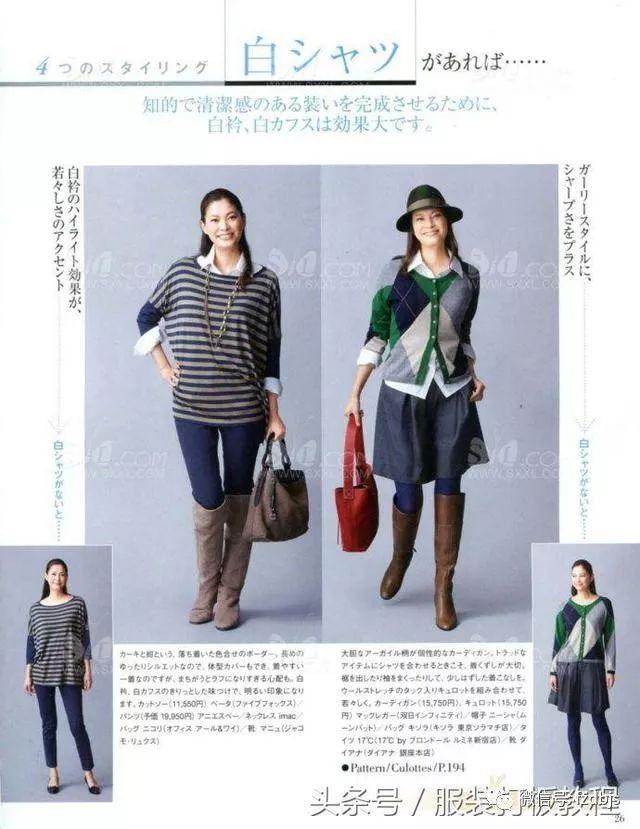 4つのスタイリング
白シャツ
があれば……
知的で清潔感のある装いを完成させるために、
白衿、白カフスは効果大です。
白衿のハイライト効果が、
若々しさのアクセント
ガーリースタイルに、
シャープさをプラス
白シャツがないと……
白シャツがないと……
カーキと紺という、落ち着いた色合せのボーダー。長めの
ゆったりシルエットなので、体型カバーもでき、着やすい
一着なのですが、まちがうとラフになりすぎる心配も。白
衿、白カフスのきりっとした味つけで、明るい印象になり
ます。カットソー(11,550円) ベータ(ファイブフォックス)/
パンツ(予価 19,950円) アニエスベー/ネックレス imac/
バッグ ニコリ(オフィス アール&ワイ)/靴 マニュ(ジャコ
モ・リュクス)
大胆なアーガイル柄が個性的なカーディガン。トラッドな
アイテムにシャツを合わせるときこそ、着くずしが大切。
裾を出したり袖をまくったりして、少しはずした着こなしを。
ウールストレッチのタック入りキュロットを組み合わせて、
若々しく。カーディガン(15,750円)、キュロット(15,750
円) マックレガー(双日インフィニティ)/帽子 ニーシャ(ム
ーンバット)/バッグ キソラ(キソラ 東京ソラマチ店)/タ
イツ 17℃(17℃ by ブロンドール ルミネ新宿店)/靴 ダ
イアナ(ダイアナ 銀座本店)
●Pattern/Culottes/P.194
头条号/服装打板教程
26